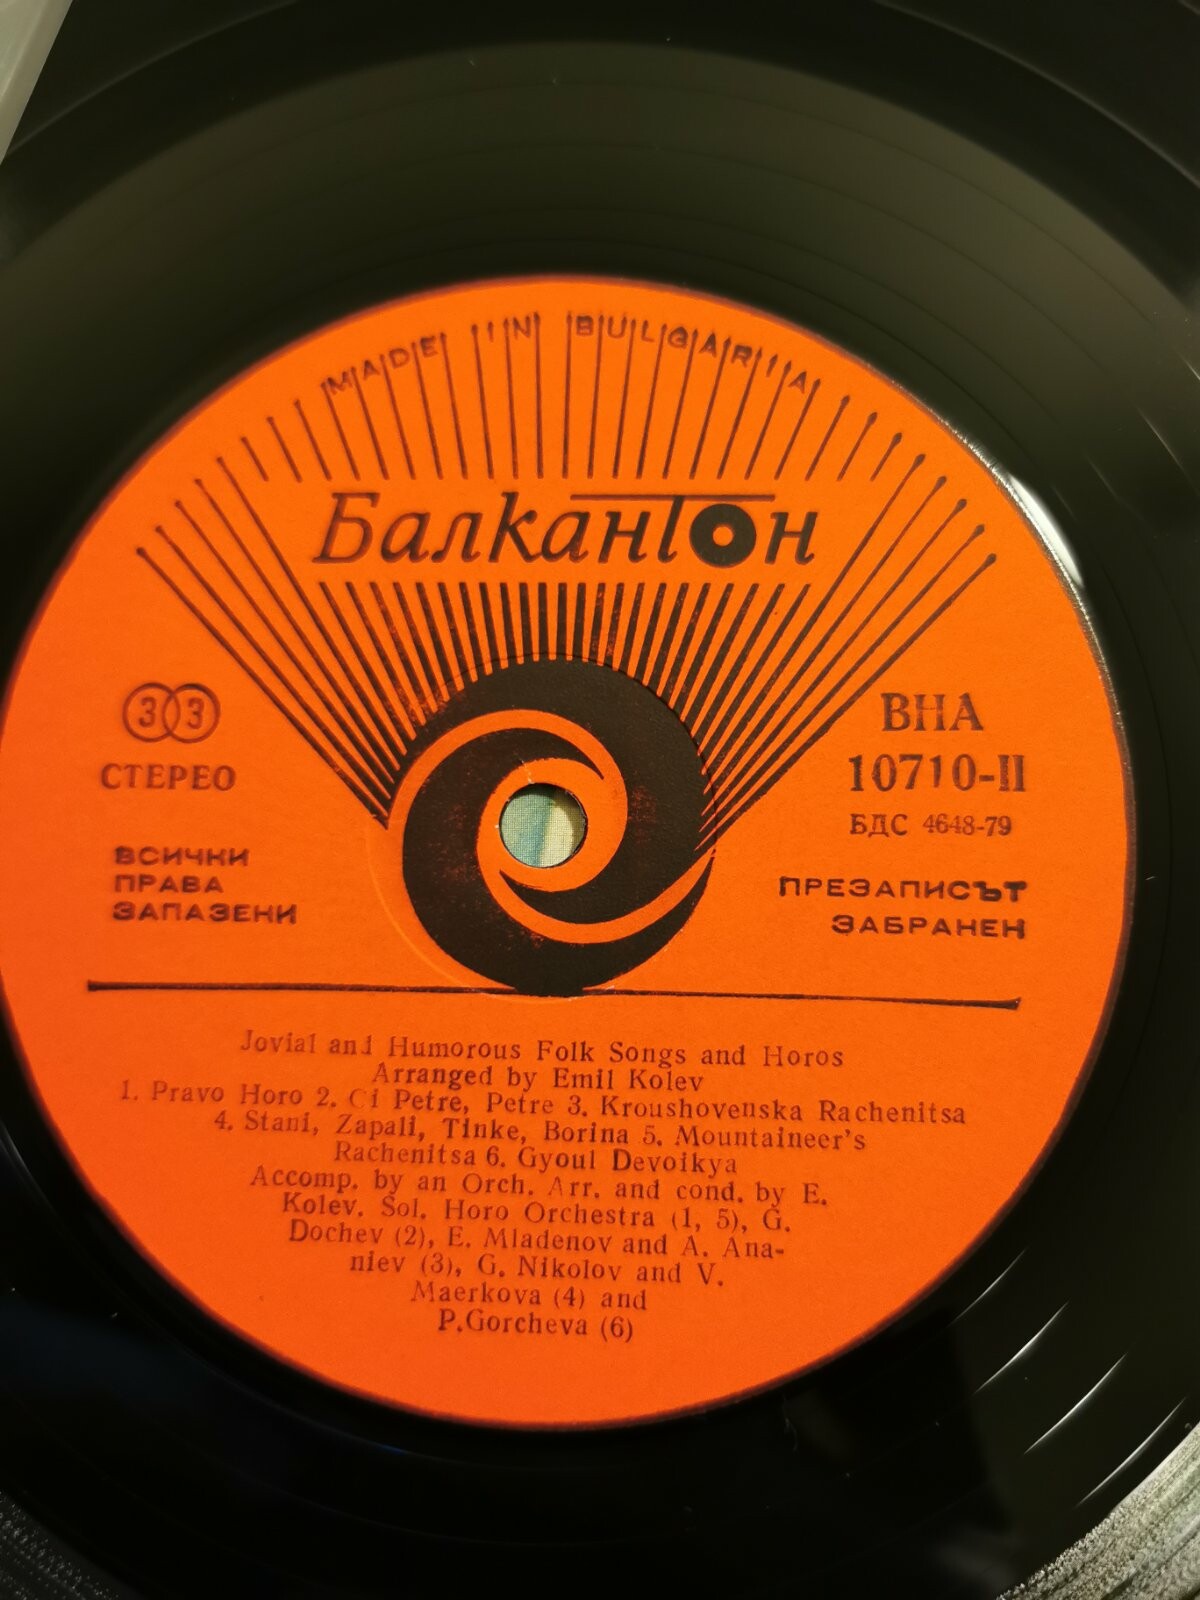 MADE IN BULGARIA
Балкантон
33
СТЕРЕО
ВСИЧКИ
ПРАВА
ЗАПАЗЕНИ
ВНА
10710-II
БДС 4648-79
ПРЕЗАПИСЪТ
ЗАБРАНЕН
Jovial and Humorous Folk Songs and Horos
Arranged by Emil Kolev
1. Pravo Horo 2. Ci Petre, Petre 3. Kroushovenska Rachenitsa
4. Stani, Zapali, Tinke, Borina 5. Mountaineer's
Rachenitsa 6. Gyoul Devoikya
Accomp. by an Orch. Arr. and cond. by E.
Kolev. Sol. Horo Orchestra (1, 5), G.
Dochev (2), E. Mladenov and A. Ana-
niev (3), G. Nikolov and V.
Maerkova (4) and
P.Gorcheva (6)